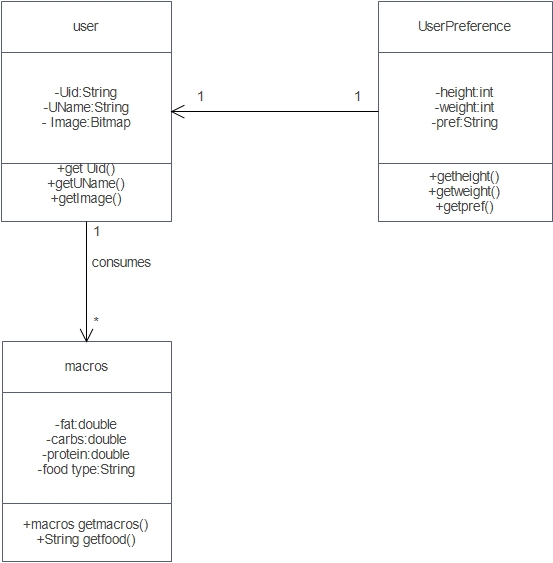 user
-Uid:String
-UName:String
- Image:Bitmap
+get Uid()
+getUName()
+getImage()
UserPreference
-height:int
-weight:int
-pref:String
+getheight()
+getweight()
+getpref()
1
1
1
consumes
*
macros
-fat:double
-carbs:double
-protein:double
-food type:String
+macros getmacros()
+String getfood()